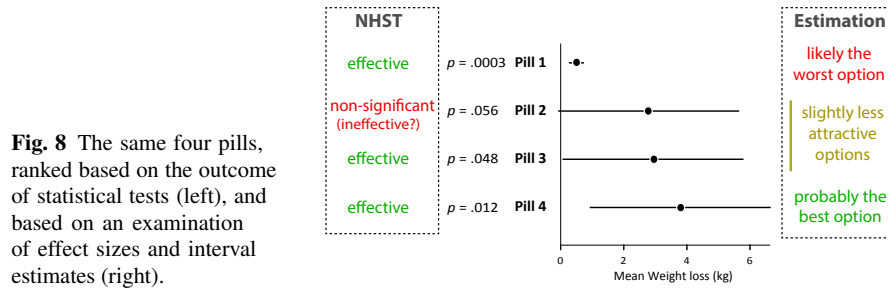 Fig. 8 The same four pills,
ranked based on the outcome
of statistical tests (left), and
based on an examination
of effect sizes and interval
estimates (right).
NHST
effective
non-significant
(ineffective?)
effective
effective
p = .0003 Pill 1
p = .056 Pill 2
p = .048 Pill 3
p = .012 Pill 4
0 2 4 6
Mean Weight loss (kg)
Estimation
likely the
worst option
slightly less
attractive
options
probably the
best option